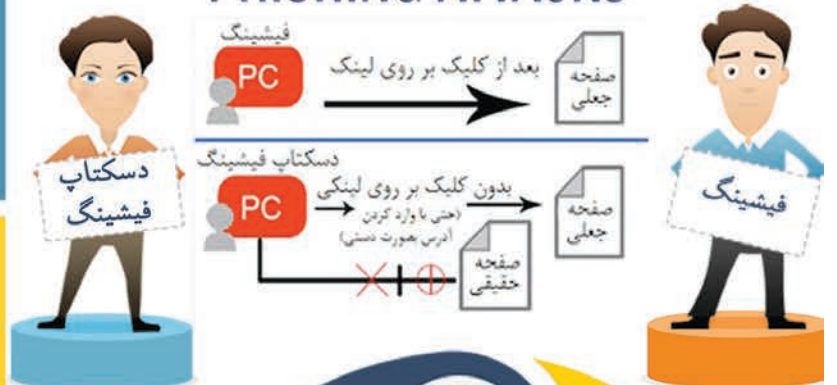 فیشینگ
PC
بعد از کلیک بر روی لینک
صفحه
جعلی
دسکتاپ فیشینگ
PC
بدون کلیک بر روی لینکی
(حتی با وارد کردن
آدرس بصورت دستی)
صفحه
جعلی
صفحه
حقیقی
دسکتاپ
فیشینگ
فیشینگ